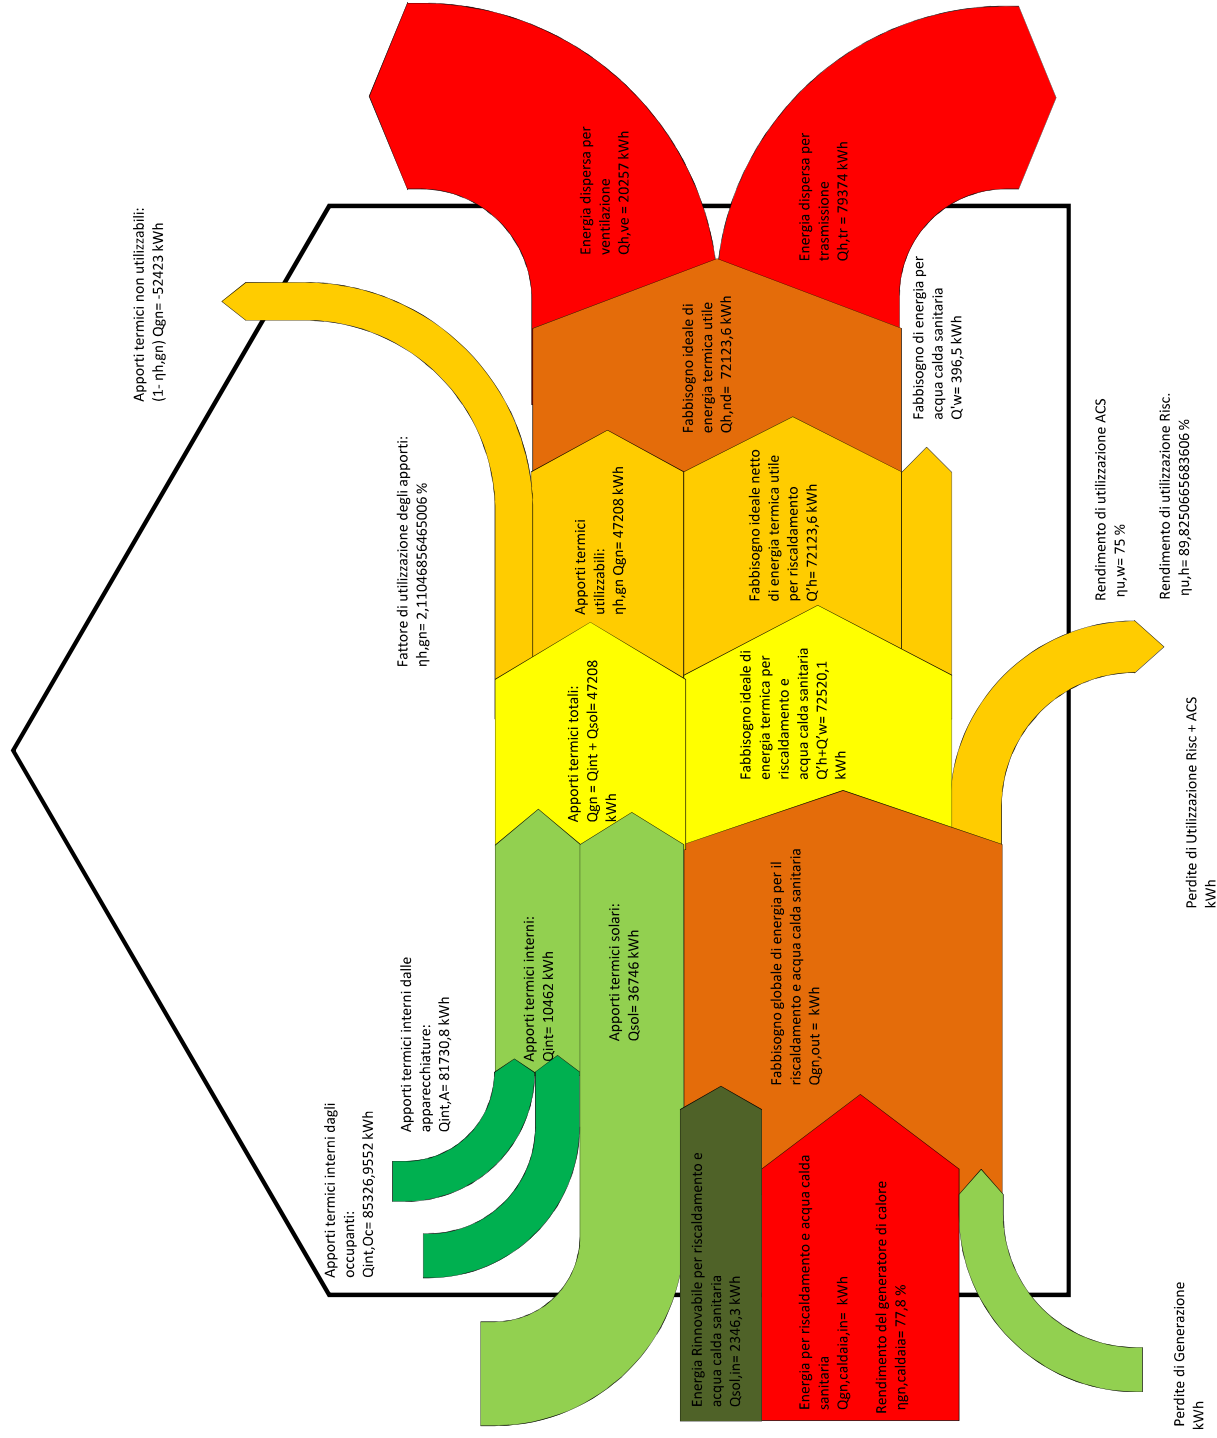 Apporti termici non utilizzabili:
(1- ηh,gn) Qgn= -52423 kWh
Energia dispersa per
ventilazione
Qh,ve = 20257 kWh
Energia dispersa per
trasmissione
Qh,tr = 79374 kWh
Fattore di utilizzazione degli apporti:
ηh,gn= 2,11046856465006 %
Apporti termici
utilizzabili:
ηh,gn Qgn= 47208 kWh
Fabbisogno ideale di
energia termica utile
Qh,nd=  72123,6 kWh
Fabbisogno ideale netto
di energia termica utile
per riscaldamento
Q'h= 72123,6 kWh
Fabbisogno di energia per
acqua calda sanitaria
Q'w= 396,5 kWh
Rendimento di utilizzazione ACS
ηu,w= 75 %
Rendimento di utilizzazione Risc.
ηu,h= 89,8250665683606 %
Apporti termici totali:
Qgn = Qint + Qsol= 47208
kWh
Fabbisogno ideale di
energia termica per
riscaldamento e
acqua calda sanitaria
Q'h+Q'w= 72520,1
kWh
Perdite di Utilizzazione Risc + ACS
kWh
Apporti termici interni dagli
occupanti:
Qint,Oc= 85326,9552 kWh
Apporti termici interni dalle
apparecchiature:
Qint,A= 81730,8 kWh
Apporti termici interni:
Qint= 10462 kWh
Apporti termici solari:
Qsol= 36746 kWh
Fabbisogno globale di energia per il
riscaldamento e acqua calda sanitaria
Qgn,out =  kWh
Energia Rinnovabile per riscaldamento e
acqua calda sanitaria
Qsol,in= 2346,3 kWh
Energia per riscaldamento e acqua calda
sanitaria
Qgn,caldaia,in=  kWh
Rendimento del generatore di calore
ηgn,caldaia= 77,8 %
Perdite di Generazione
kWh